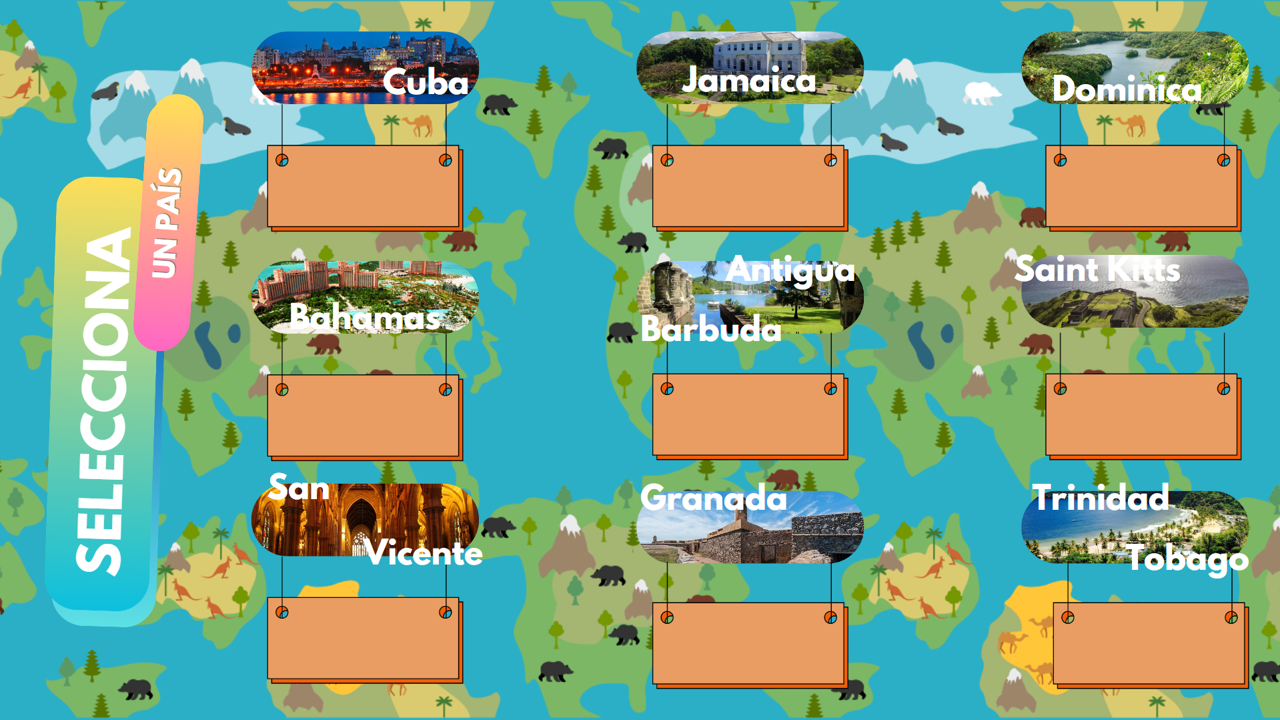 SELECCIONA
UN PAÍS
Cuba
Jamaica
Dominica
Bahamas
Antigua
Barbuda
Saint Kitts
San
Vicente
Granada
Trinidad
Tobago